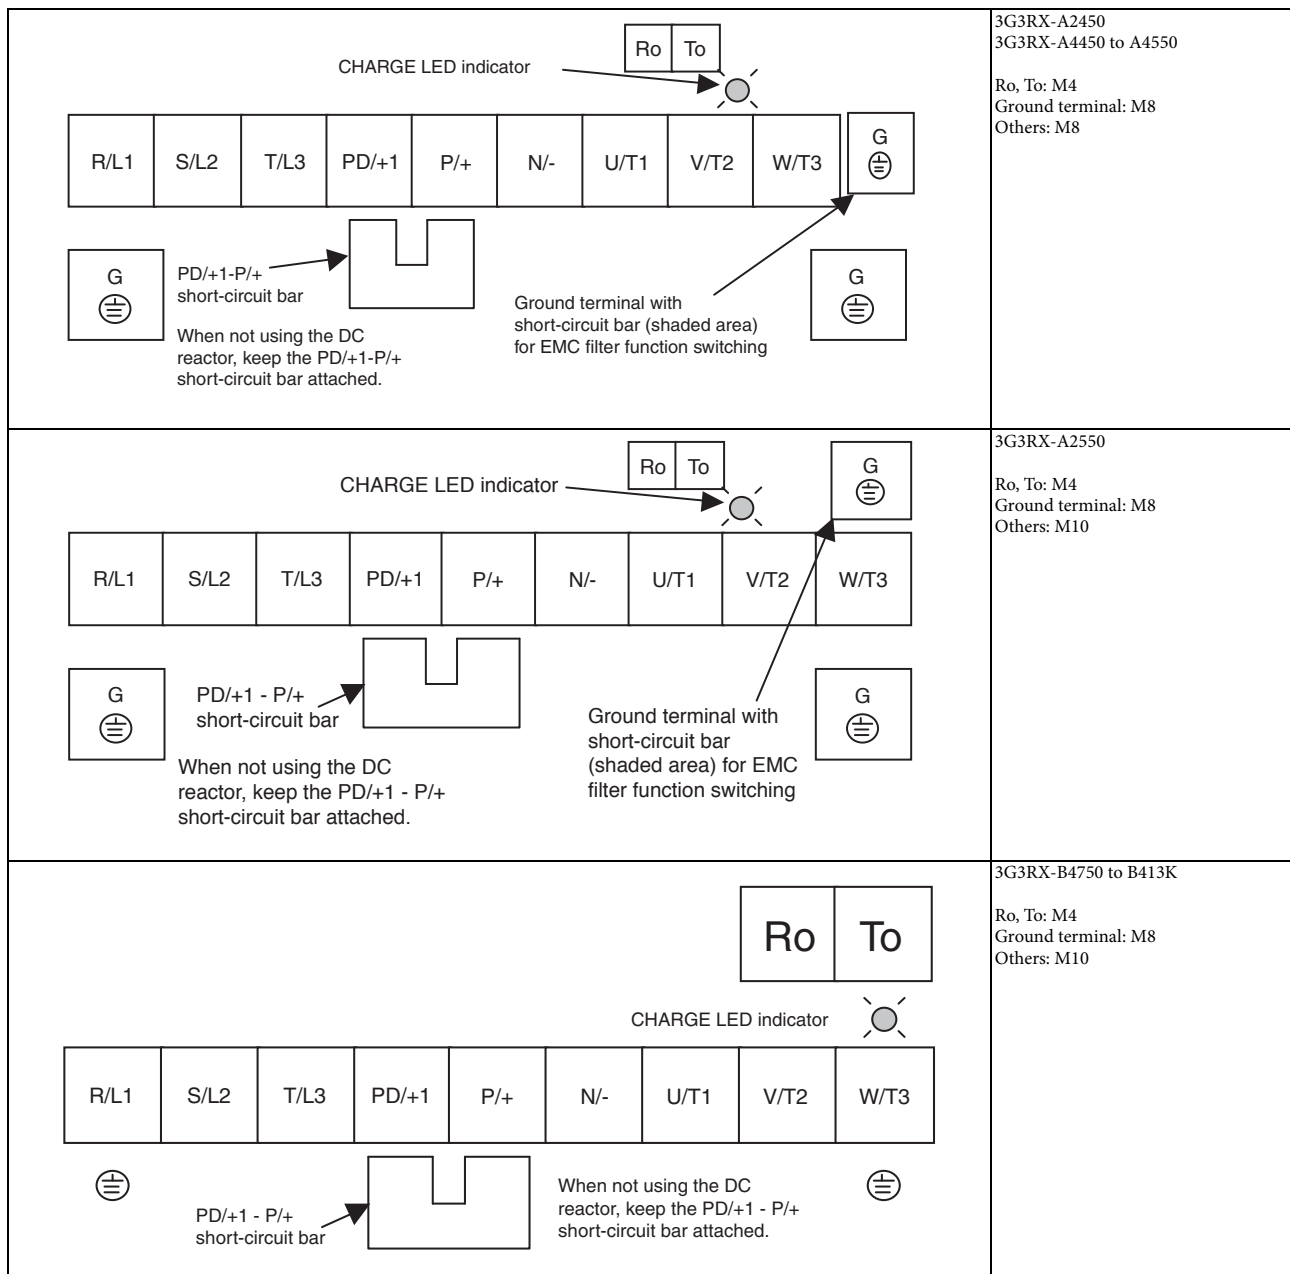 Ro To
CHARGE LED indicator
R/L1 S/L2 T/L3 PD/+1 P/+ N/- U/T1 V/T2 W/T3 G
G
PD/+1-P/+
short-circuit bar
When not using the DC
reactor, keep the PD/+1-P/+
short-circuit bar attached.
Ground terminal with
short-circuit bar (shaded area)
for EMC filter function switching
G
3G3RX-A2450
3G3RX-A4450 to A4550
Ro, To: M4
Ground terminal: M8
Others: M8
Ro To
G
CHARGE LED indicator
R/L1 S/L2 T/L3 PD/+1 P/+ N/- U/T1 V/T2 W/T3
G
PD/+1 - P/+
short-circuit bar
When not using the DC
reactor, keep the PD/+1 - P/+
short-circuit bar attached.
Ground terminal with
short-circuit bar
(shaded area) for EMC
filter function switching
G
3G3RX-A2550
Ro, To: M4
Ground terminal: M8
Others: M10
Ro To
CHARGE LED indicator
R/L1 S/L2 T/L3 PD/+1 P/+ N/- U/T1 V/T2 W/T3
PD/+1 - P/+
short-circuit bar
When not using the DC
reactor, keep the PD/+1 - P/+
short-circuit bar attached.
3G3RX-B4750 to B413K
Ro, To: M4
Ground terminal: M8
Others: M10